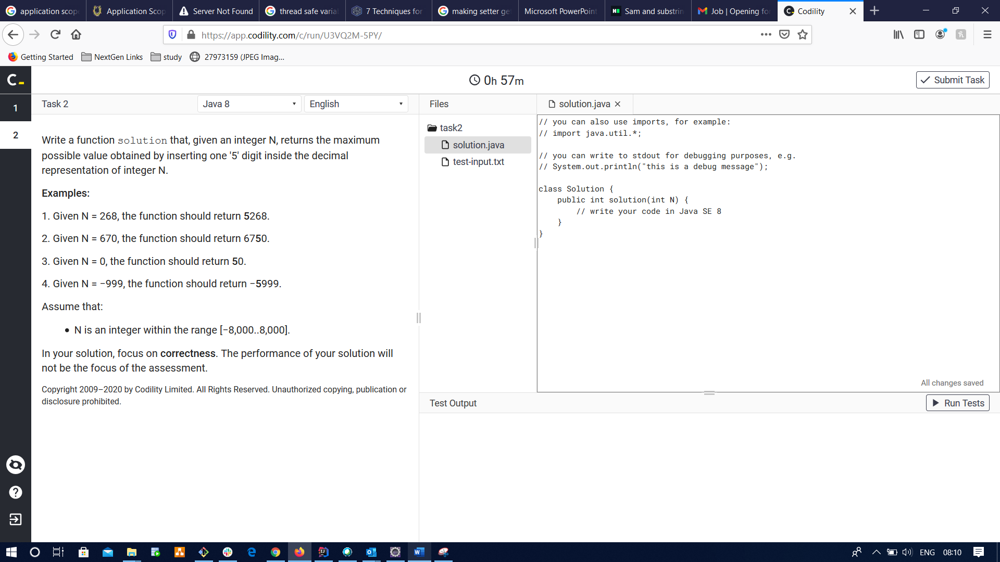 application scop
Application Scop
Server Not Found
thread safe varia
7 Techniques for
making setter ge
Microsoft PowerPoint
Sam and substrin
Job | Opening fo
Codility
https://app.codility.com/c/run/U3VQ2M-5PY/
Getting Started
NextGen Links
study
27973159 (JPEG Imag...
0h 57m
Submit Task
1
2
Task 2
Java 8
English
Files
solution.java
Write a function solution that, given an integer N, returns the maximum
possible value obtained by inserting one '5' digit inside the decimal
representation of integer N.
Examples:
1. Given N = 268, the function should return 5268.
2. Given N = 670, the function should return 6750.
3. Given N = 0, the function should return 50.
4. Given N = −999, the function should return −5999.
Assume that:
• N is an integer within the range [−8,000..8,000].
In your solution, focus on correctness. The performance of your solution will
not be the focus of the assessment.
Copyright 2009–2020 by Codility Limited. All Rights Reserved. Unauthorized copying, publication or
disclosure prohibited.
task2
solution.java
test-input.txt
// you can also use imports, for example:
// import java.util.*;
// you can write to stdout for debugging purposes, e.g.
// System.out.println("this is a debug message");
class Solution {
public int solution(int N) {
// write your code in Java SE 8
}
}
All changes saved
Test Output
Run Tests
ENG
08:10